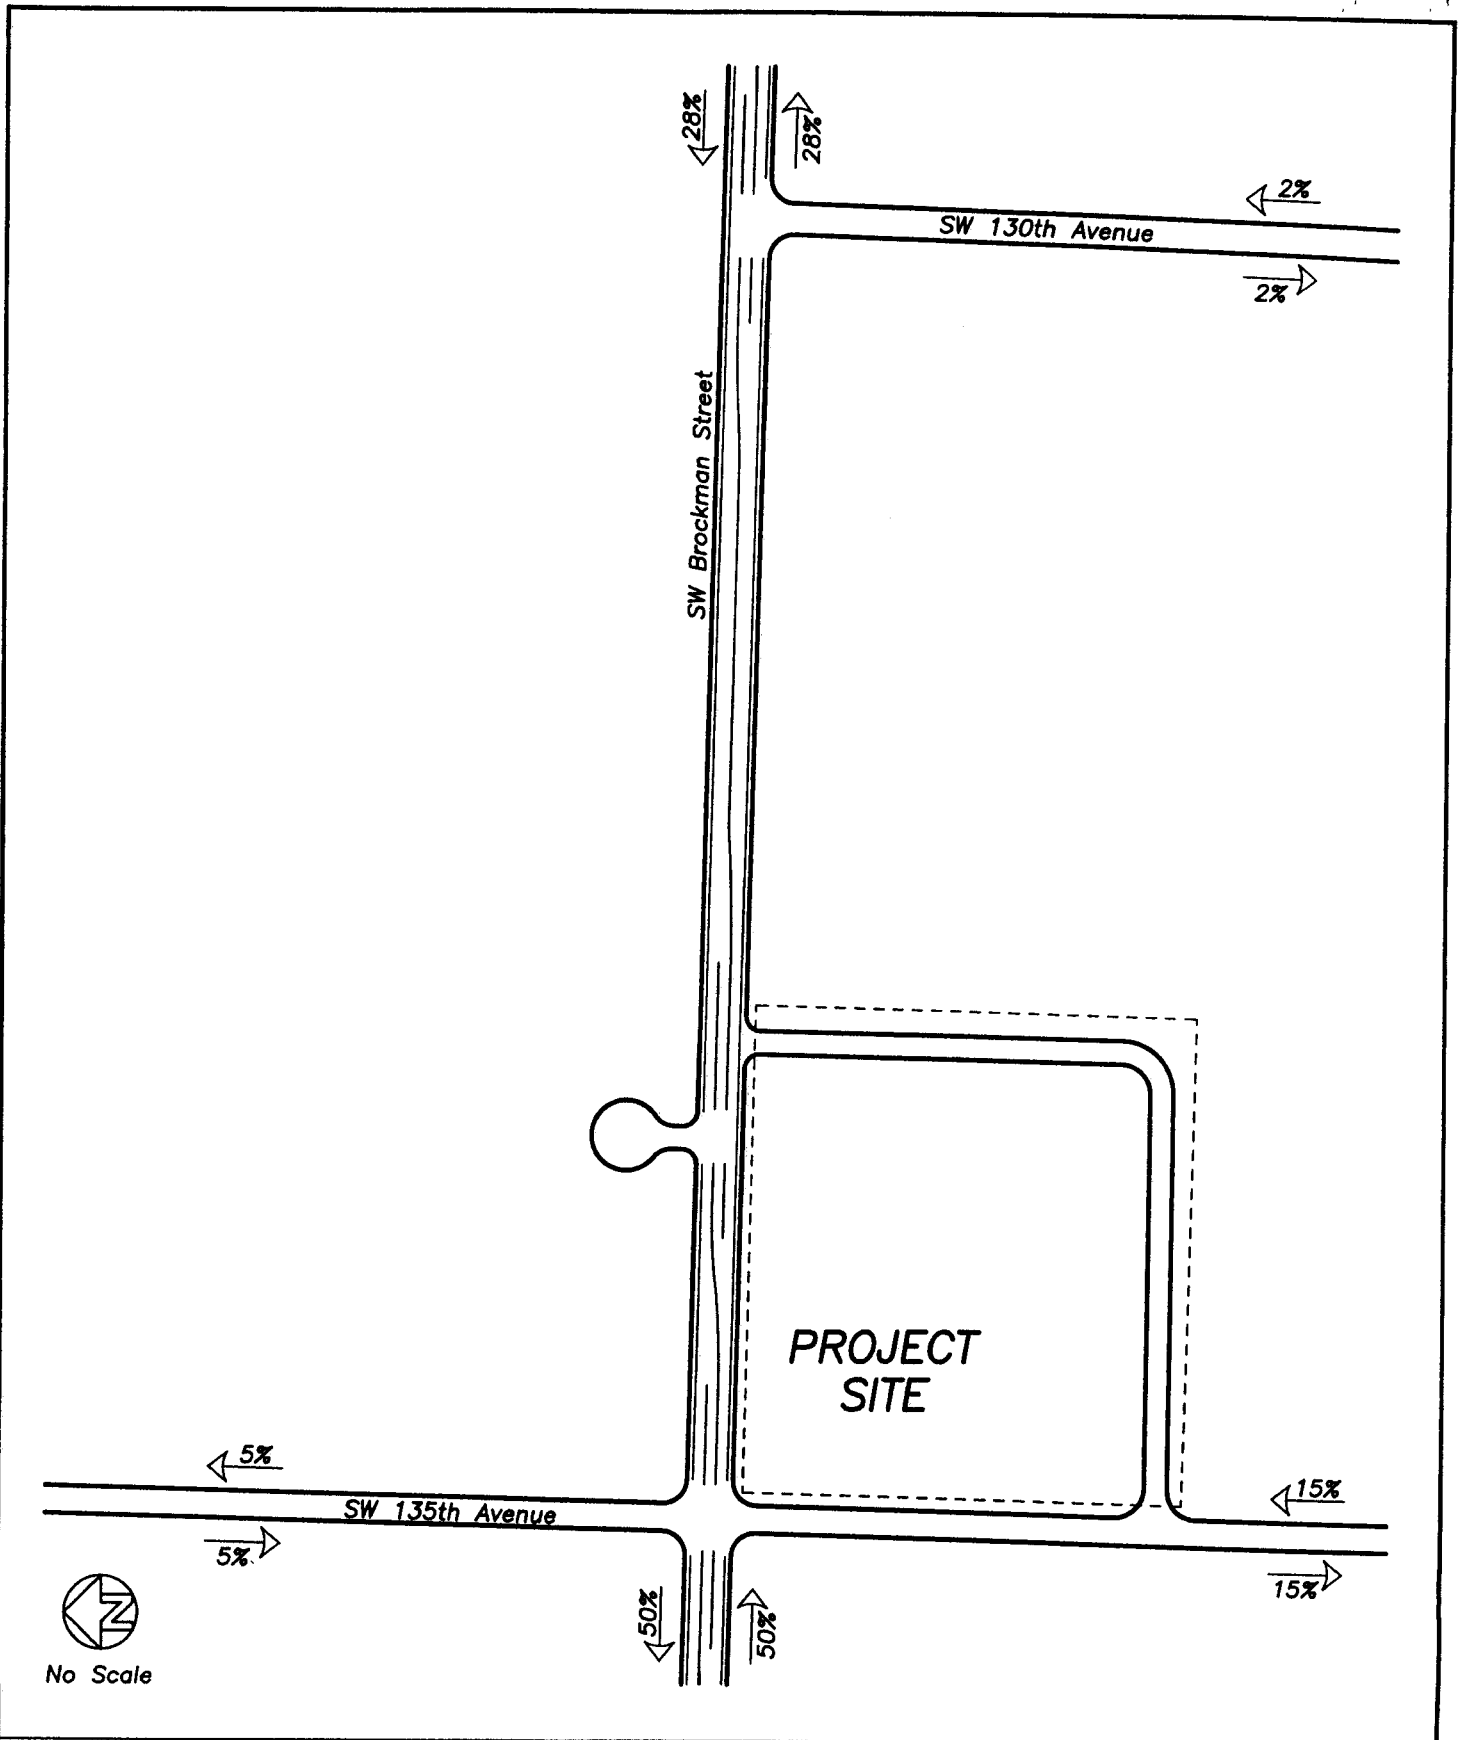 28%
28%
2%
SW 130th Avenue
2%
SW Brockman Street
PROJECT
SITE
5%
15%
SW 135th Avenue
5%
15%
50%
50%
N
No Scale